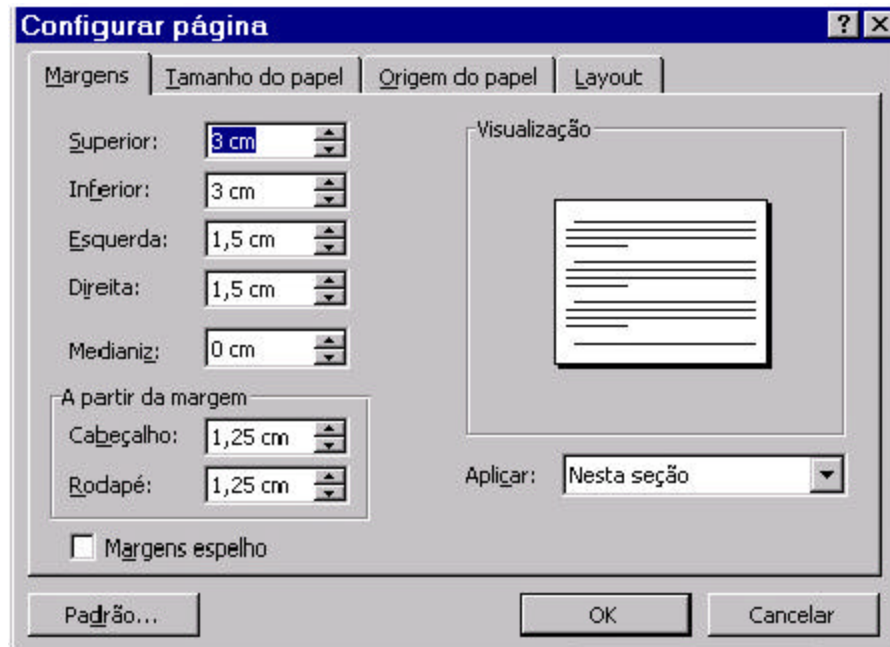 Configurar página
Margens Tamanho do papel Origem do papel Layout
Superior: 3 cm
Inferior: 3 cm
Esquerda: 1,5 cm
Direita: 1,5 cm
Medianiz: 0 cm
A partir da margem
Cabeçalho: 1,25 cm
Rodapé: 1,25 cm
Margens espelho
Visualização
Aplicar: Nesta seção
Padrão... OK Cancelar